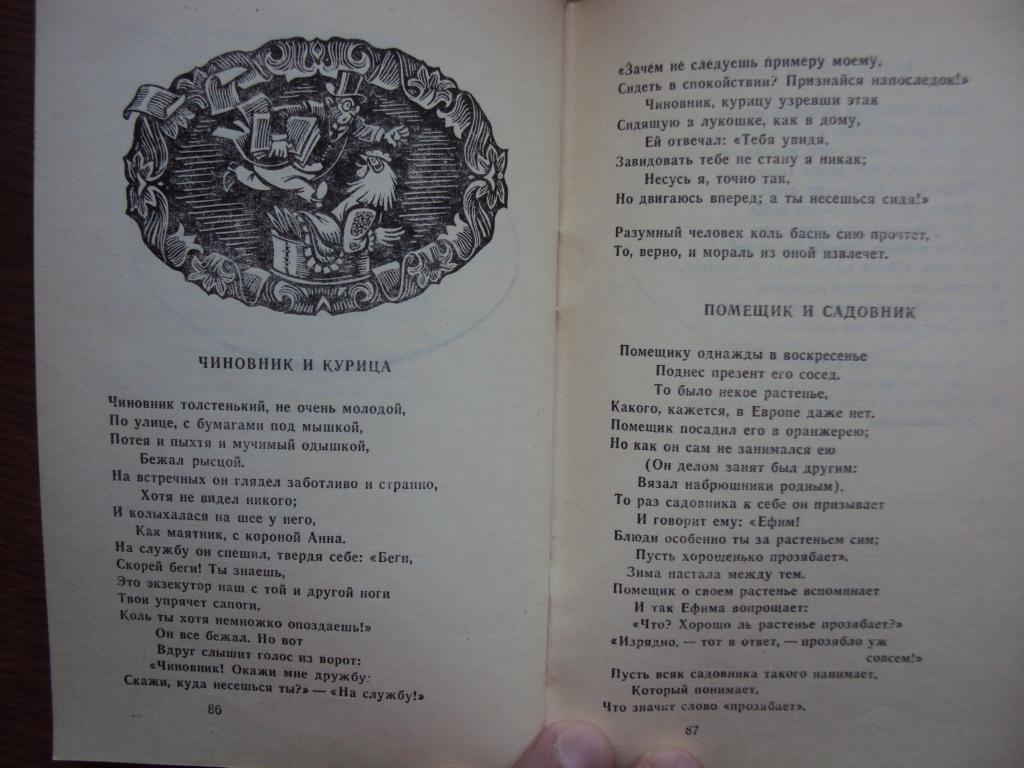 ЧИНОВНИК И КУРИЦА
Чиновник толстенький, не очень молодой,
По улице, с бумагами под мышкой,
Потея и пыхтя и мучимый одышкой,
Бежал рысцой.
На встречных он глядел заботливо и странно,
Хотя не видел никого;
И колыхалася на шее у него,
Как маятник, с короной Анна.
На службу он спешил, твердя себе: «Беги,
Скорей беги! Ты знаешь,
Это экзекутор наш с той и другой ноги
Твои упрячет сапоги,
Коль ты хотя немножко опоздаешь!»
Он все бежал. Но вот
Вдруг слышит голос из ворот:
«Чиновник! Окажи мне дружбу:
Скажи, куда несешься ты?» — «На службу!»
86
«Зачем не следуешь примеру моему,
Сидеть в спокойствии? Признайся напоследок!»
Чиновник, курицу узревши этак
Сидящую з лукошке, как в дому,
Ей отвечал: «Тебя увидя,
Завидовать тебе не стану я никак;
Несусь я, точно так,
Но двигаюсь вперед; а ты несешься сидя!»
Разумный человек коль баснь сию прочтет,
То, верно, и мораль из оной извлечет.
ПОМЕЩИК И САДОВНИК
Помещику однажды в воскресенье
Поднес презент его сосед.
То было некое растенье,
Какого, кажется, в Европе даже нет.
Помещик посадил его в оранжерею;
Но как он сам не занимался ею
(Он делом занят был другим:
Вязал набрюшники родным),
То раз садовника к себе он призывает
И говорит ему: «Ефим!
Блюди особенно ты за растеньем сим;
Пусть хорошенько прозябает».
Зима настала между тем.
Помещик о своем растенье вспоминает
И так Ефима вопрошает:
«Что? Хорошо ль растенье прозябает?»
«Изрядно, — тот в ответ, — прозябло уж
совсем!»
Пусть всяк садовника такого нанимает,
Который понимает,
Что значит слово «прозябает».
87